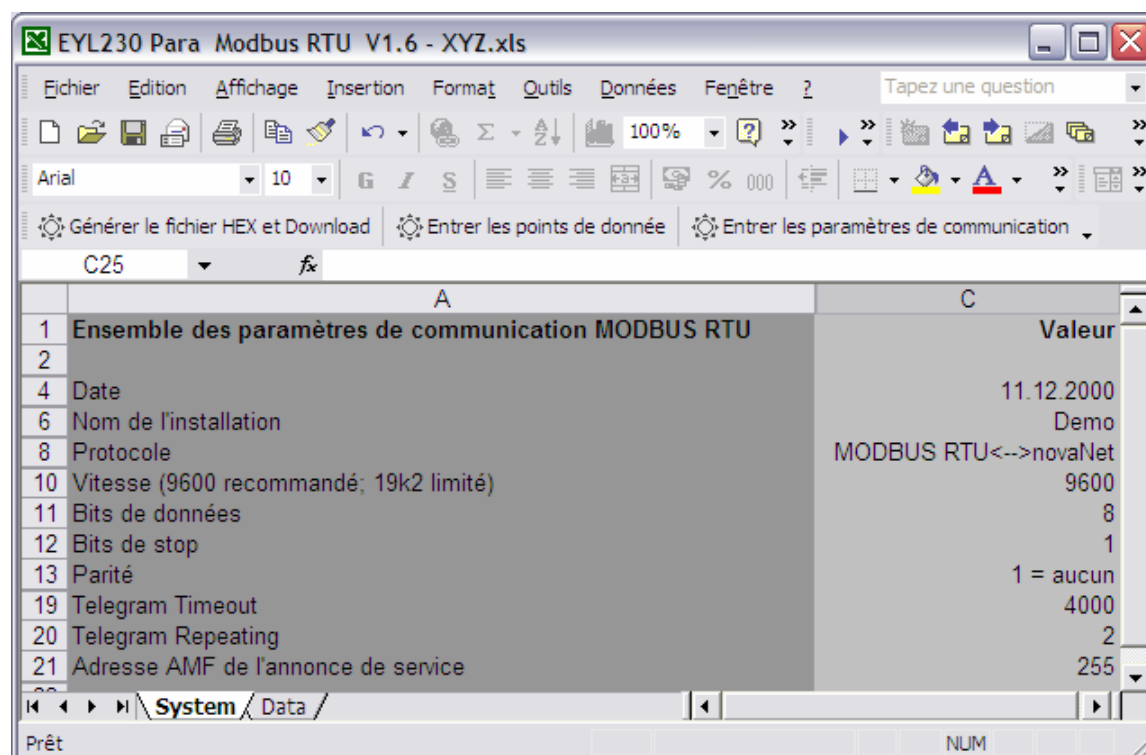 EYL230 Para Modbus RTU V1.6 - XYZ.xls
Fichier Edition Affichage Insertion Format Outils Données Fenêtre ? Tapez une question
100%
Arial 10 G I S % 000 A
Générer le fichier HEX et Download Entrer les points de donnée Entrer les paramètres de communication
C25 fx
A C
1 Ensemble des paramètres de communication MODBUS RTU Valeur
2
4 Date 11.12.2000
6 Nom de l'installation Demo
8 Protocole MODBUS RTU<-->novaNet
10 Vitesse (9600 recommandé; 19k2 limité) 9600
11 Bits de données 8
12 Bits de stop 1
13 Parité 1 = aucun
19 Telegram Timeout 4000
20 Telegram Repeating 2
21 Adresse AMF de l'annonce de service 255
System Data
Prêt NUM